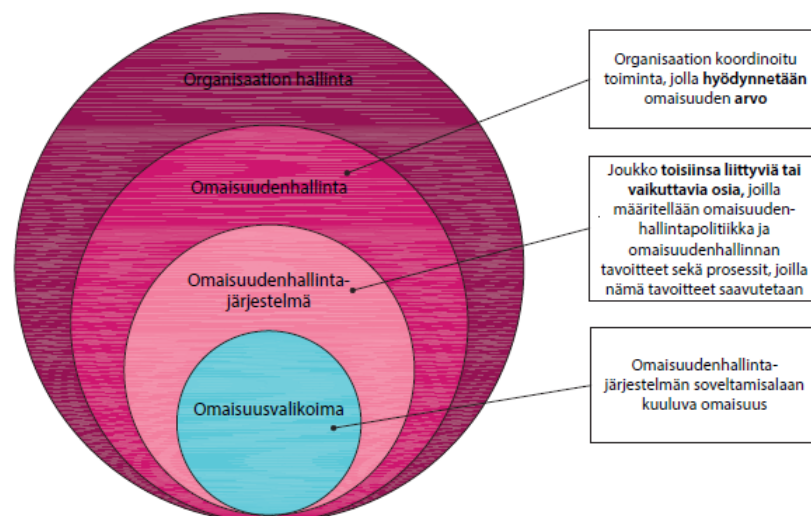 Organisaation hallinta
Omaisuudenhallinta
Omaisuudenhallinta-
järjestelmä
Omaisuusvalikoima
Organisaation koordinoitu
toiminta, jolla hyödynnetään
omaisuuden arvo
Joukko toisiinsa liittyviä tai
vaikuttavia osia, joilla
määritellään omaisuuden-
hallintapolitiikka ja
omaisuudenhallinnan
tavoitteet sekä prosessit, joilla
nämä tavoitteet saavutetaan
Omaisuudenhallinta-
järjestelmän soveltamisalaan
kuuluva omaisuus